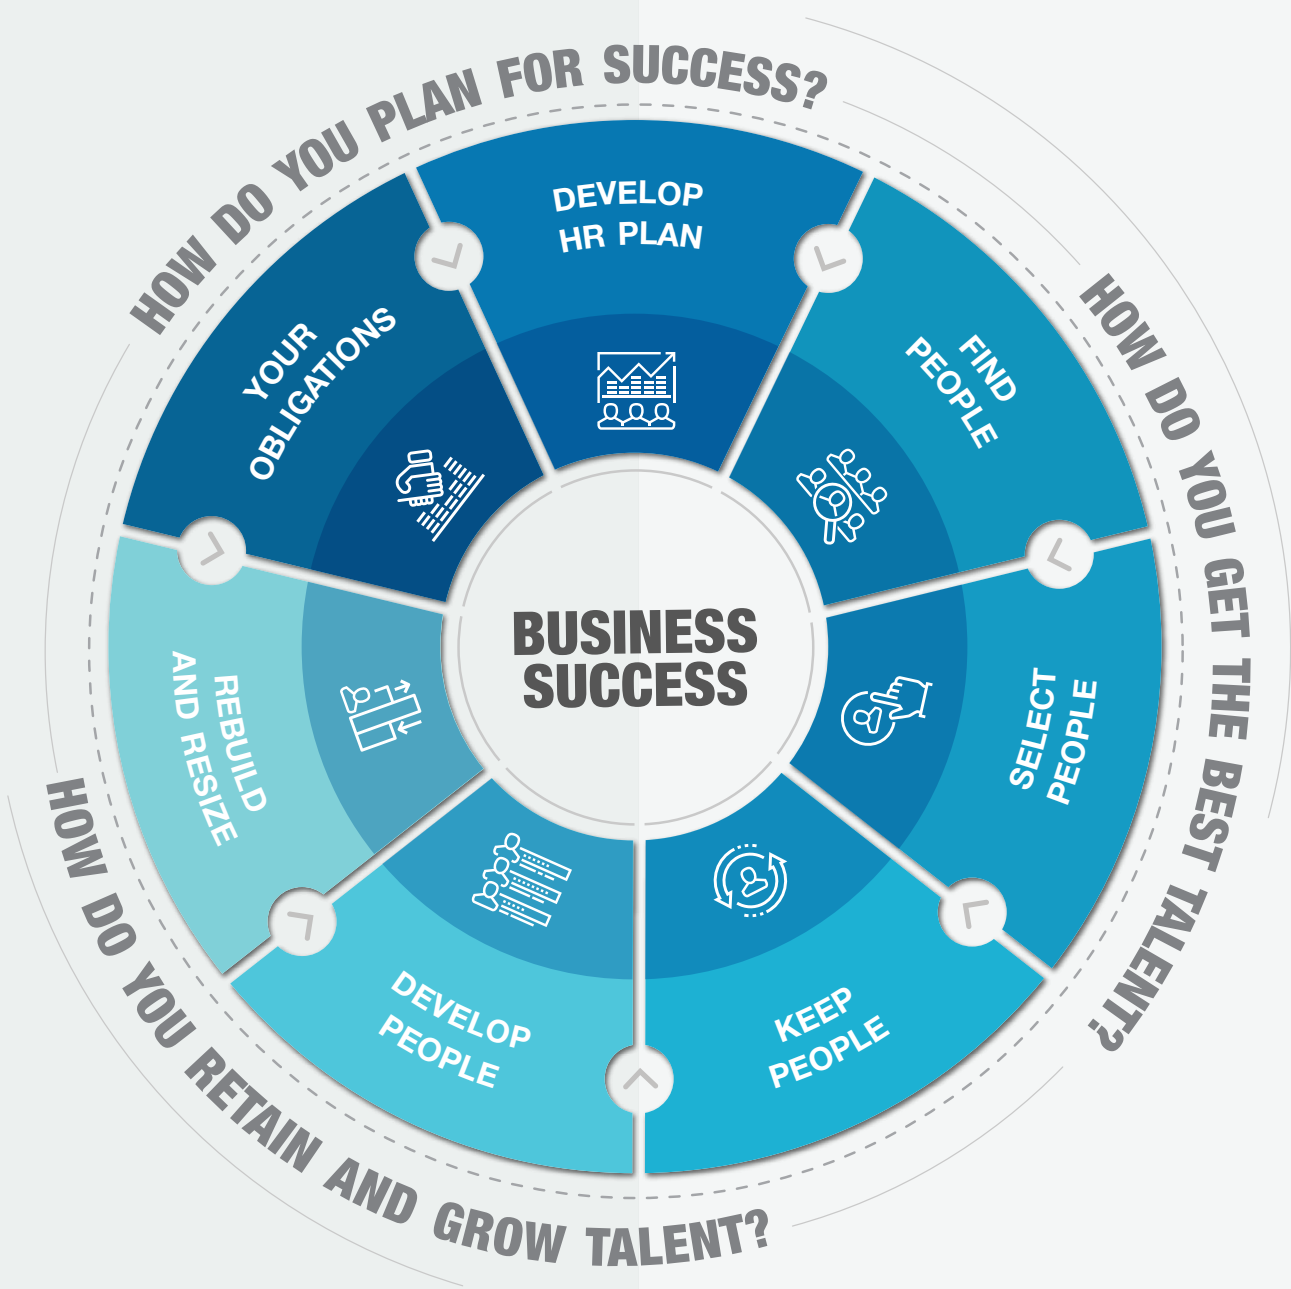 HOW DO YOU PLAN FOR SUCCESS?
DEVELOP
HR PLAN
FIND
PEOPLE
HOW DO YOU GET THE BEST TALENT?
SELECT
PEOPLE
KEEP
PEOPLE
DEVELOP
PEOPLE
HOW DO YOU RETAIN AND GROW TALENT?
REBUILD
AND RESIZE
YOUR
OBLIGATIONS
BUSINESS
SUCCESS